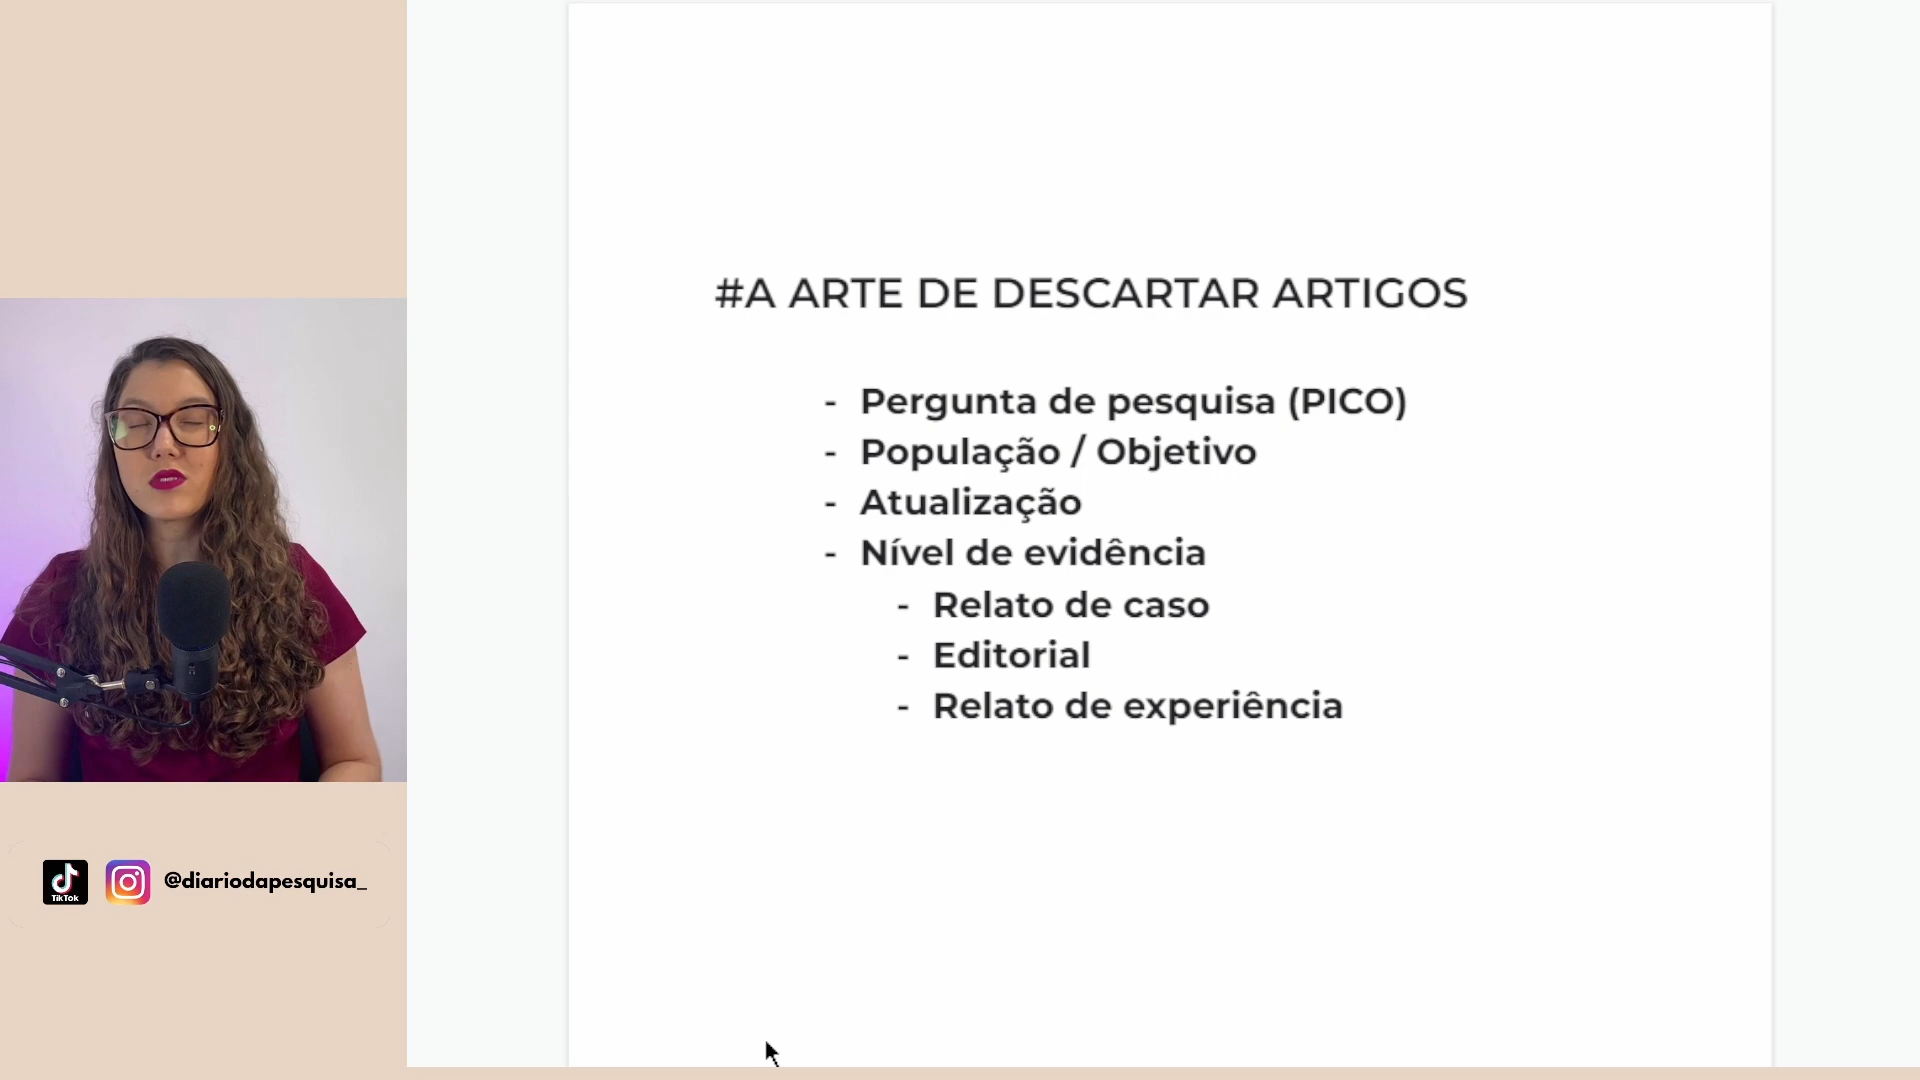 #A ARTE DE DESCARTAR ARTIGOS
- Pergunta de pesquisa (PICO)
- População / Objetivo
- Atualização
- Nível de evidência
- Relato de caso
- Editorial
- Relato de experiência
TikTok
@diariodapesquisa_